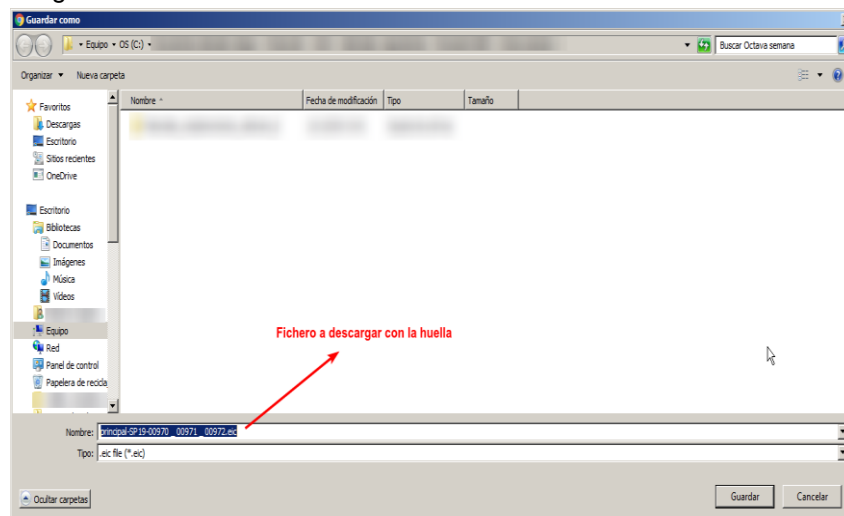 Guardar como
Equipo OS (C:)
Buscar Octava semana
Organizar Nueva carpeta
Nombre Fecha de modificación Tipo Tamaño
Favoritos
Descargas
Escritorio
Sitios recientes
OneDrive
Escritorio
Bibliotecas
Documentos
Imágenes
Música
Vídeos
Equipo
Red
Panel de control
Papelera de recicla
Fichero a descargar con la huella
Nombre: principal-SP19-00970_00971_00972.eic
Tipo: .eic file (*.eic)
Ocultar carpetas
Guardar Cancelar